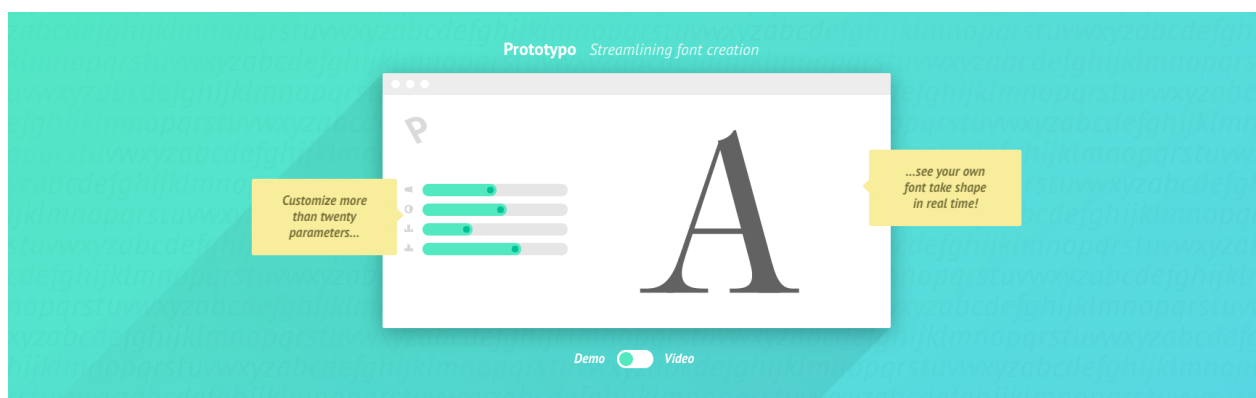 Prototypo Streamlining font creation
P
A
Customize more
than twenty
parameters...
...see your own
font take shape
in real time!
Demo Video